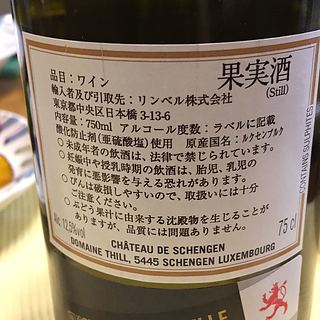 品目：ワイン
果実酒
(Still)
輸入者及び引取先：リンベル株式会社
東京都中央区日本橋3-13-6
内容量：750ml アルコール度数：ラベルに記載
酸化防止剤(亜硫酸塩)使用 原産国名：ルクセンブルク
○未成年者の飲酒は、法律で禁じられています。
○妊娠中や授乳時期の飲酒は、胎児、乳児の
発育に悪影響を与える恐れがあります。
○びんは破損しやすいので、取扱いには十分
ご注意ください。
○ぶどう果汁に由来する沈殿物を生じることが
ありますが、品質には問題ありません。
Alc. 12,5%vol
75 cl
CONTAINS SULPHITES
CHÂTEAU DE SCHENGEN
DOMAINE THILL, 5445 SCHENGEN LUXEMBOURG